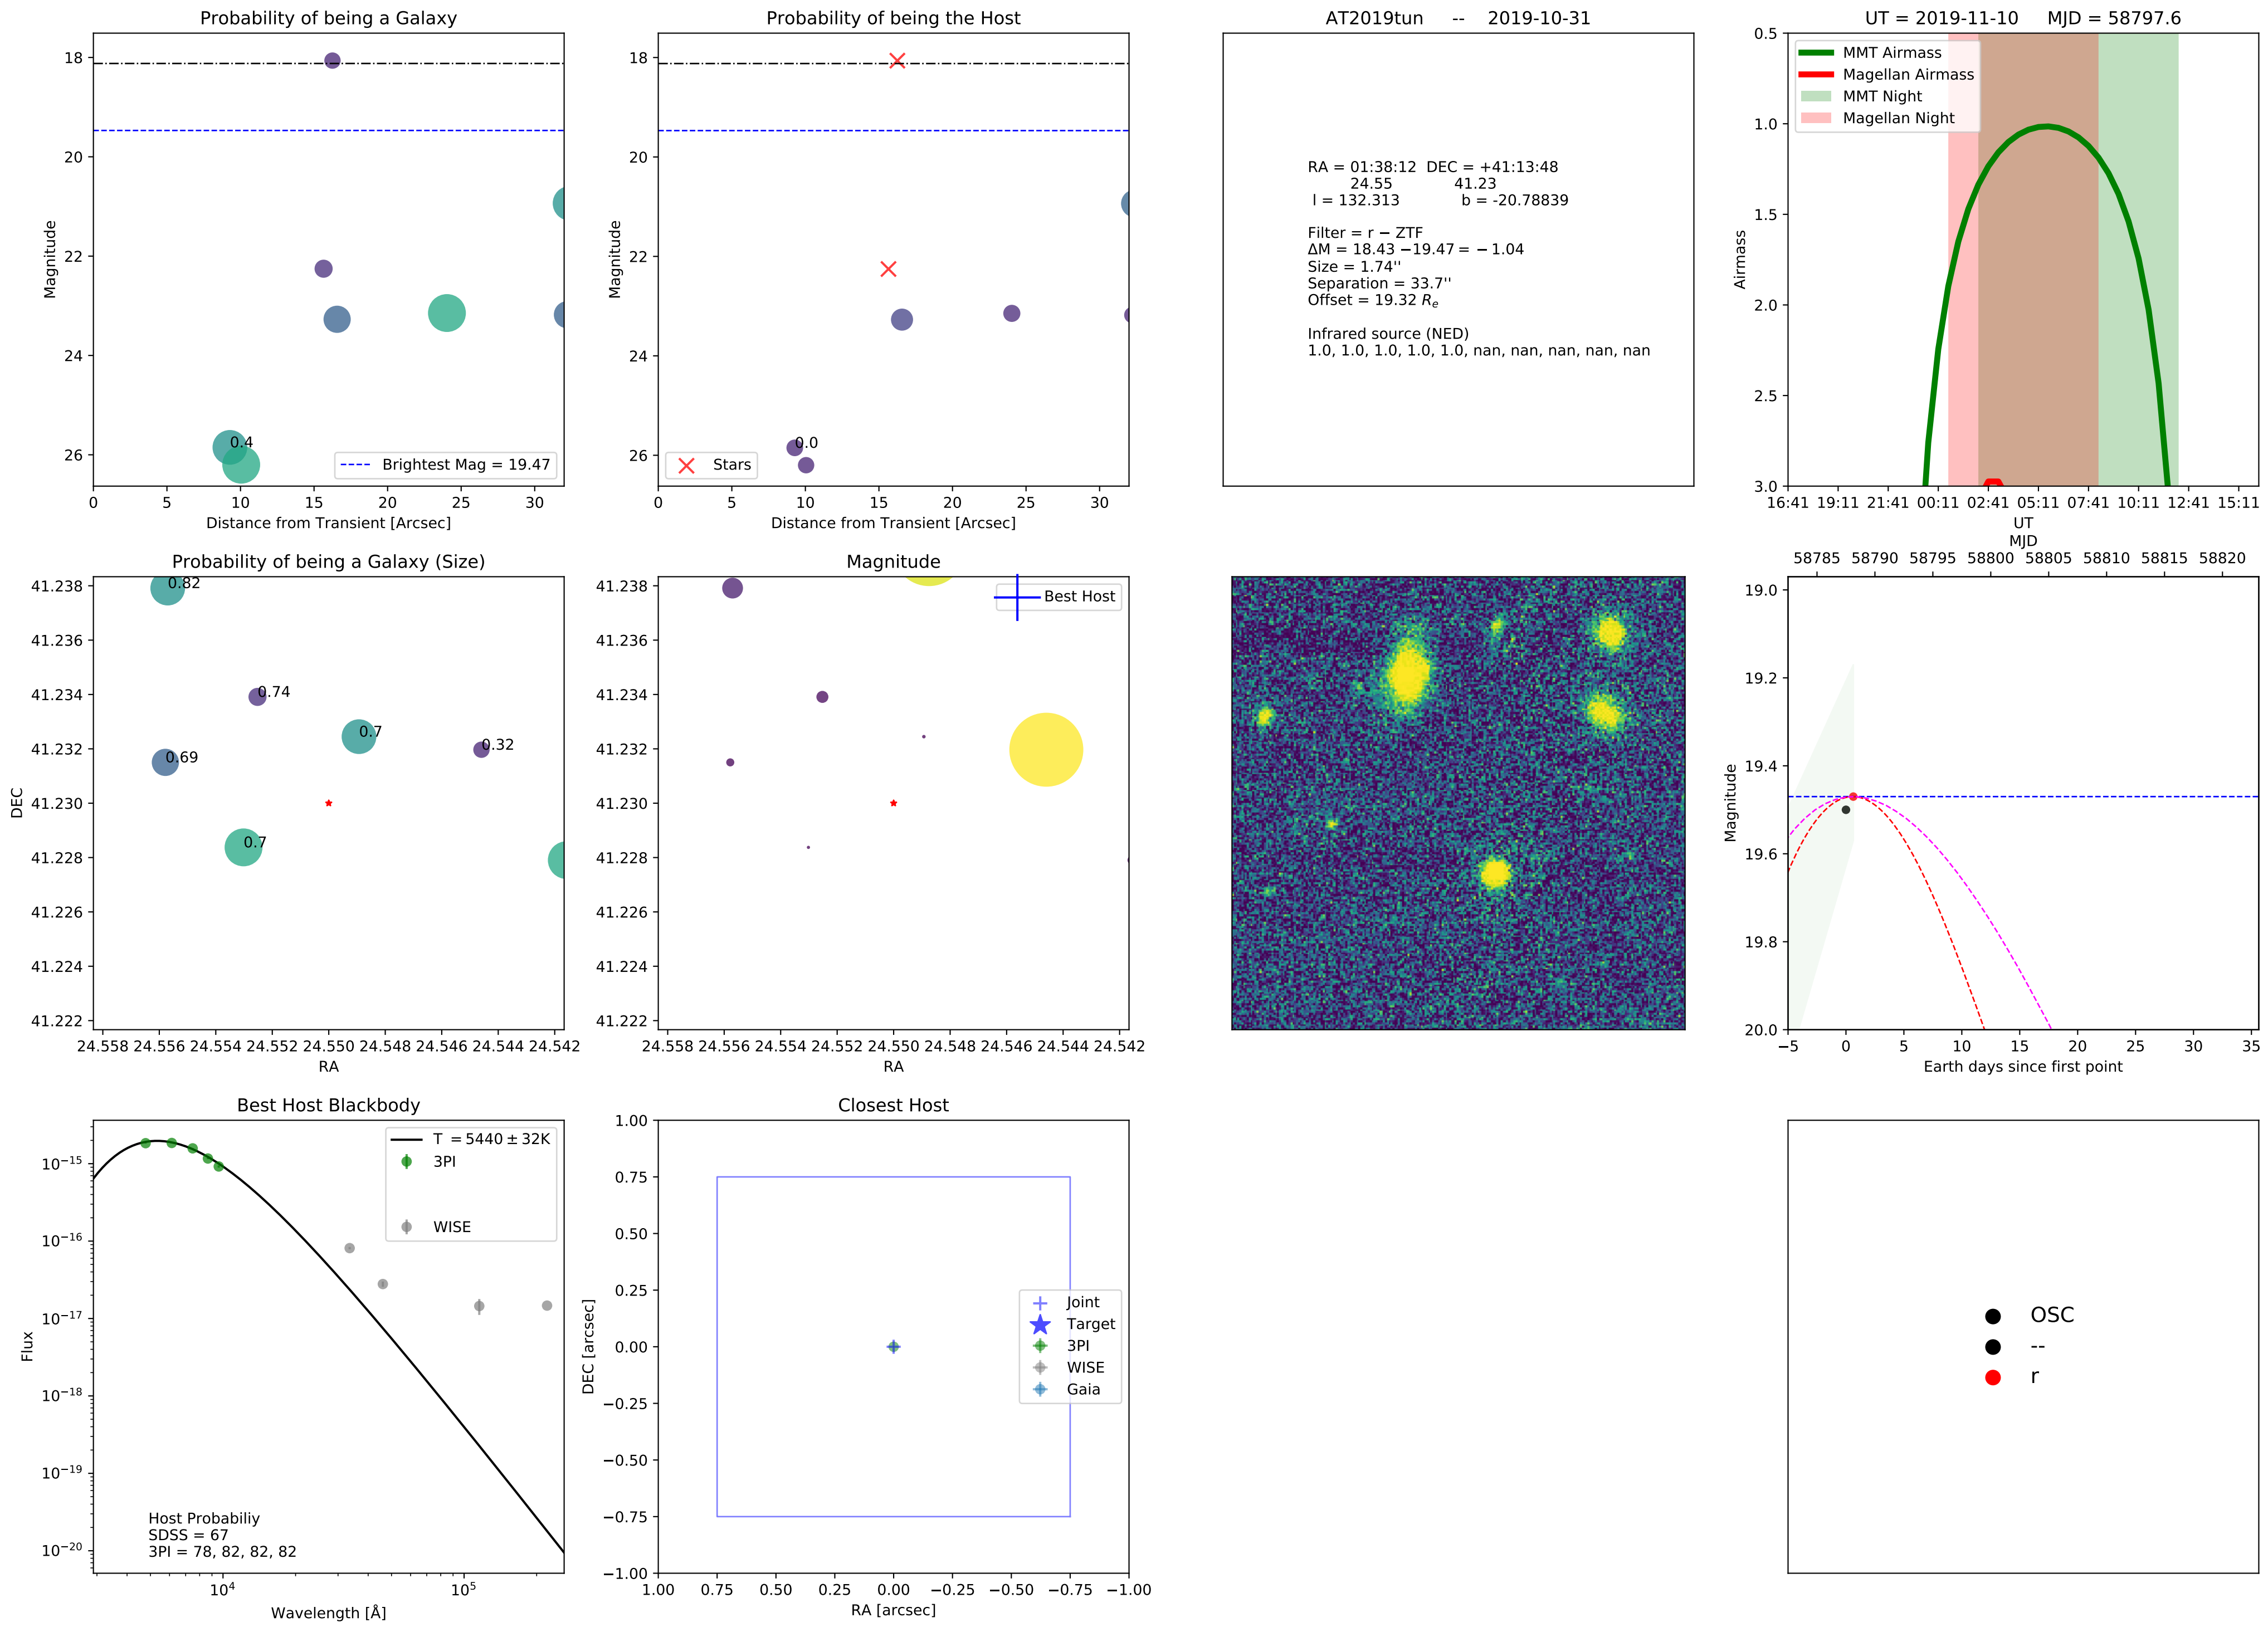 Probability of being a Galaxy
18
20
22
24
26
Magnitude
0.4
Brightest Mag = 19.47
0 5 10 15 20 25 30
Distance from Transient [Arcsec]
Probability of being the Host
18
20
22
24
26
Magnitude
0.0
Stars
0 5 10 15 20 25 30
Distance from Transient [Arcsec]
AT2019tun -- 2019-10-31
RA = 01:38:12 DEC = +41:13:48
24.55 41.23
l = 132.313 b = -20.78839
Filter = r − ZTF
ΔM = 18.43 −19.47 = −1.04
Size = 1.74''
Separation = 33.7''
Offset = 19.32 Re
Infrared source (NED)
1.0, 1.0, 1.0, 1.0, 1.0, nan, nan, nan, nan, nan
UT = 2019-11-10 MJD = 58797.6
MMT Airmass
Magellan Airmass
MMT Night
Magellan Night
0.5
1.0
1.5
2.0
2.5
3.0
Airmass
16:41 19:11 21:41 00:11 02:41 05:11 07:41 10:11 12:41 15:11
UT
Probability of being a Galaxy (Size)
41.238
41.236
41.234
41.232
41.230
41.228
41.226
41.224
41.222
DEC
0.82
0.74
0.7
0.32
0.69
0.7
24.558 24.556 24.554 24.552 24.550 24.548 24.546 24.544 24.542
RA
Magnitude
Best Host
41.238
41.236
41.234
41.232
41.230
41.228
41.226
41.224
41.222
24.558 24.556 24.554 24.552 24.550 24.548 24.546 24.544 24.542
RA
MJD
58785 58790 58795 58800 58805 58810 58815 58820
19.0
19.2
19.4
19.6
19.8
20.0
Magnitude
−5 0 5 10 15 20 25 30 35
Earth days since first point
Best Host Blackbody
T = 5440 ± 32K
3PI
WISE
10−15
10−16
10−17
10−18
10−19
10−20
Flux
Host Probabiliy
SDSS = 67
3PI = 78, 82, 82, 82
104 105
Wavelength [Å]
Closest Host
1.00
0.75
0.50
0.25
0.00
−0.25
−0.50
−0.75
−1.00
DEC [arcsec]
Joint
Target
3PI
WISE
Gaia
1.00 0.75 0.50 0.25 0.00 −0.25 −0.50 −0.75 −1.00
RA [arcsec]
OSC
--
r